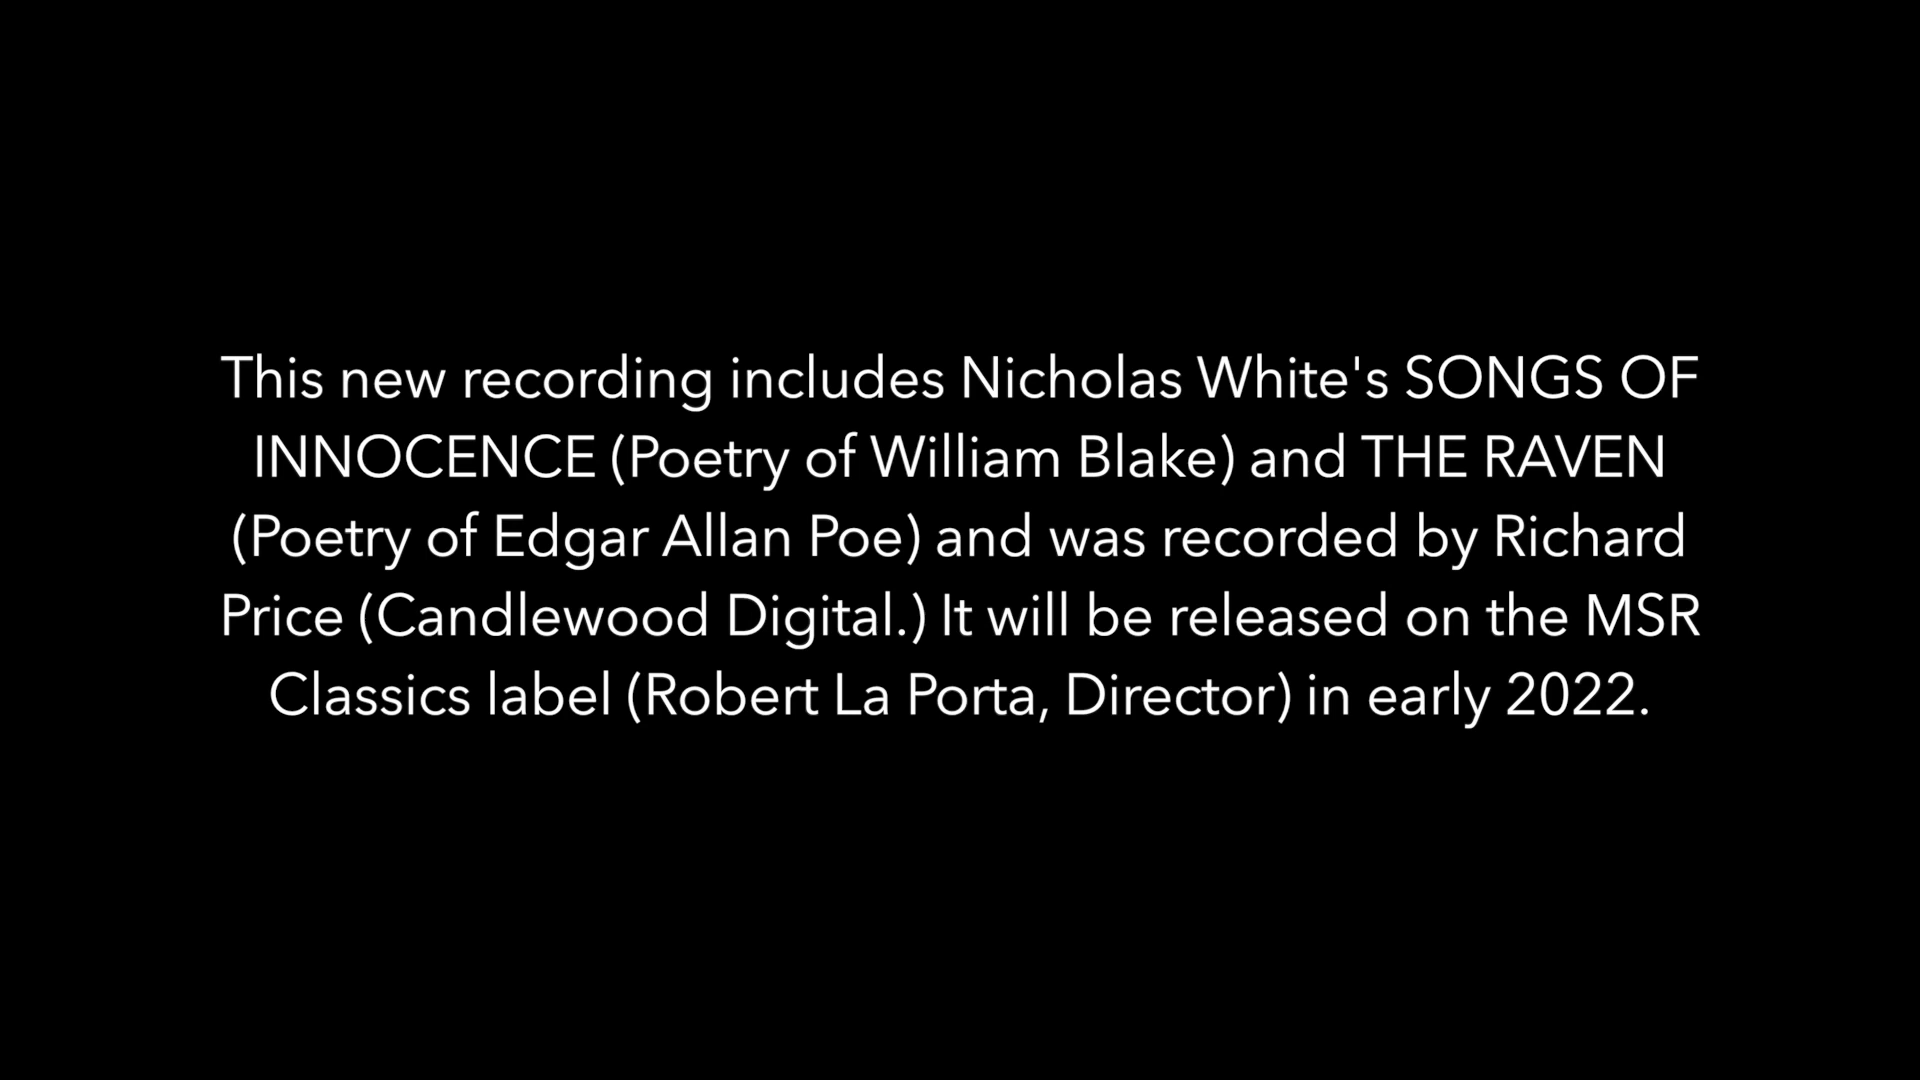 This new recording includes Nicholas White's SONGS OF
INNOCENCE (Poetry of William Blake) and THE RAVEN
(Poetry of Edgar Allan Poe) and was recorded by Richard
Price (Candlewood Digital.) It will be released on the MSR
Classics label (Robert La Porta, Director) in early 2022.